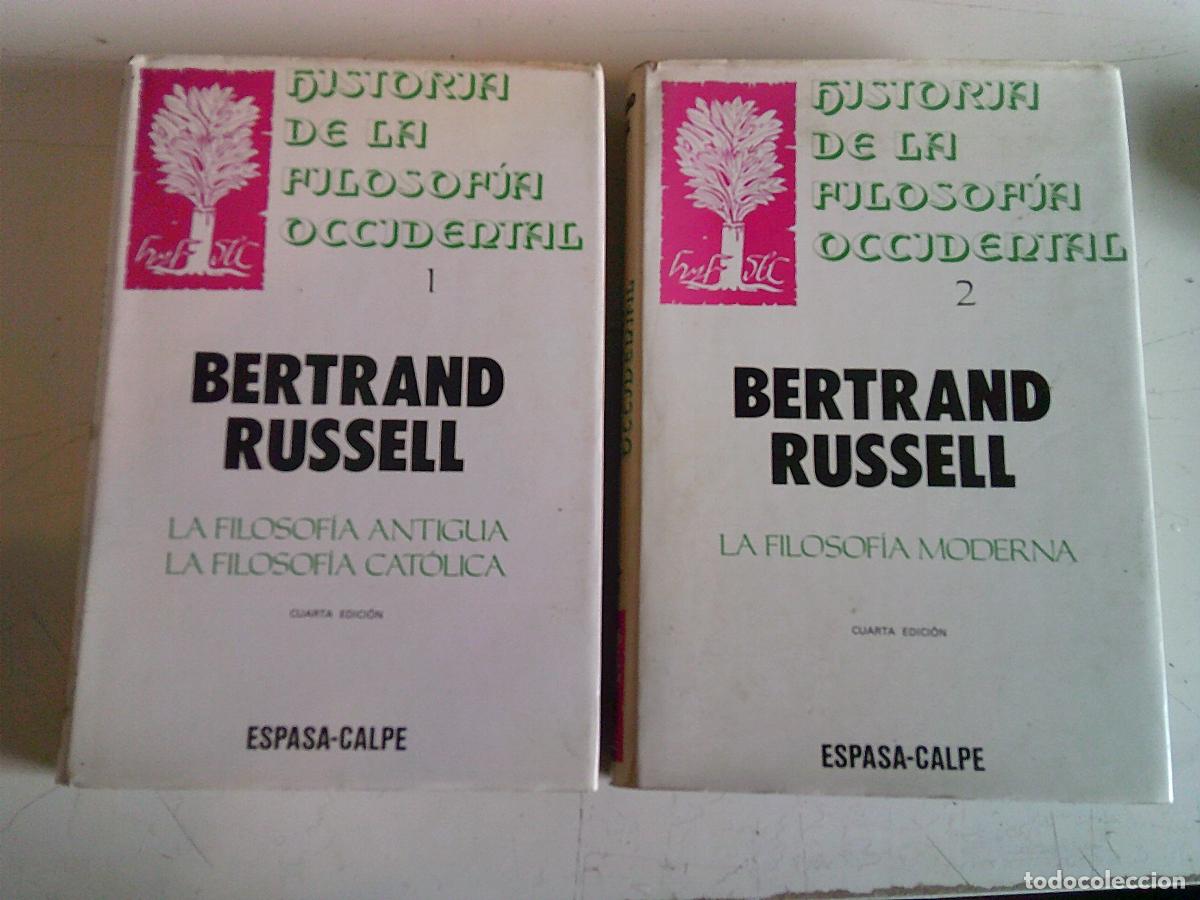 HISTORIA
DE LA
FILOSOFÍA
OCCIDENTAL
1
BERTRAND
RUSSELL
LA FILOSOFÍA ANTIGUA
LA FILOSOFÍA CATÓLICA
CUARTA EDICIÓN
ESPASA-CALPE
HISTORIA
DE LA
FILOSOFÍA
OCCIDENTAL
2
BERTRAND
RUSSELL
LA FILOSOFÍA MODERNA
CUARTA EDICIÓN
ESPASA-CALPE
OCCIDENTAL
todocoleccion